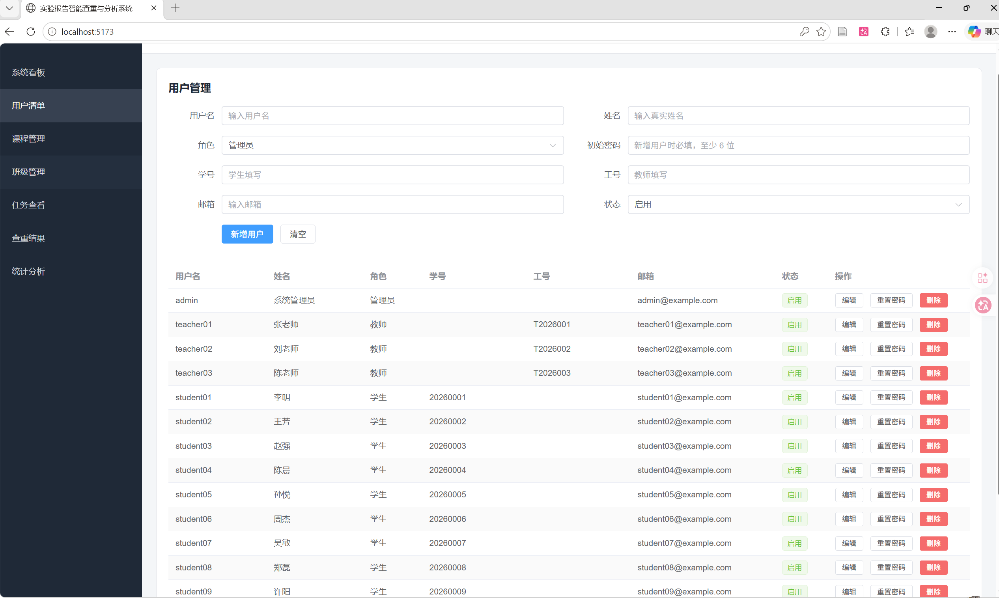 实验报告智能查重与分析系统
localhost:5173
聊天
系统看板
用户清单
课程管理
班级管理
任务查看
查重结果
统计分析
用户管理
用户名 输入用户名 姓名 输入真实姓名
角色 管理员 初始密码 新增用户时必填，至少 6 位
学号 学生填写 工号 教师填写
邮箱 输入邮箱 状态 启用
新增用户 清空
用户名 姓名 角色 学号 工号 邮箱 状态 操作
admin 系统管理员 管理员 admin@example.com 启用 编辑 重置密码 删除
teacher01 张老师 教师 T2026001 teacher01@example.com 启用 编辑 重置密码 删除
teacher02 刘老师 教师 T2026002 teacher02@example.com 启用 编辑 重置密码 删除
teacher03 陈老师 教师 T2026003 teacher03@example.com 启用 编辑 重置密码 删除
student01 李明 学生 20260001 student01@example.com 启用 编辑 重置密码 删除
student02 王芳 学生 20260002 student02@example.com 启用 编辑 重置密码 删除
student03 赵强 学生 20260003 student03@example.com 启用 编辑 重置密码 删除
student04 陈晨 学生 20260004 student04@example.com 启用 编辑 重置密码 删除
student05 孙悦 学生 20260005 student05@example.com 启用 编辑 重置密码 删除
student06 周杰 学生 20260006 student06@example.com 启用 编辑 重置密码 删除
student07 吴敏 学生 20260007 student07@example.com 启用 编辑 重置密码 删除
student08 郑磊 学生 20260008 student08@example.com 启用 编辑 重置密码 删除
student09 许阳 学生 20260009 student09@example.com 启用 编辑 重置密码 删除